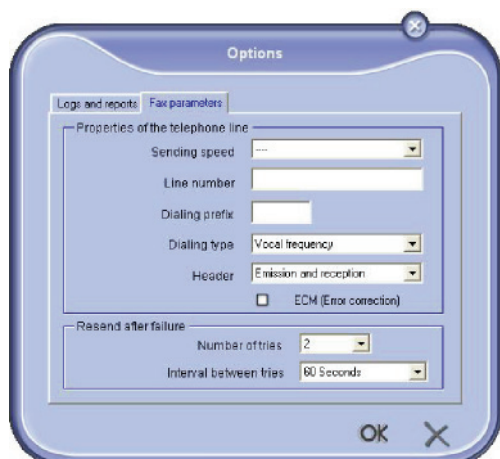 Options
Logs and reports Fax parameters
Properties of the telephone line
Sending speed ----
Line number
Dialing prefix
Dialing type Vocal frequency
Header Emission and reception
ECM (Error correction)
Resend after failure
Number of tries 2
Interval between tries 60 Seconds
OK